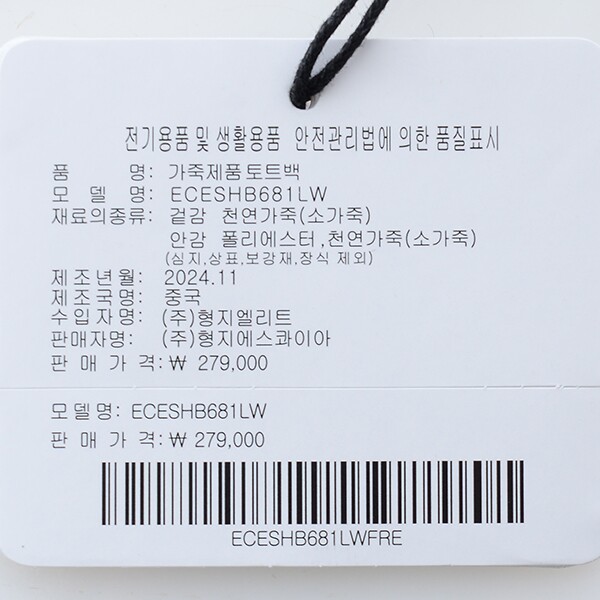 전기용품 및 생활용품 안전관리법에 의한 품질표시
품 명: 가죽제품토트백
모 델 명: ECESHB681LW
재료의종류: 겉감 천연가죽(소가죽)
안감 폴리에스터,천연가죽(소가죽)
(심지,상표,보강재,장식 제외)
제조년월: 2024.11
제조국명: 중국
수입자명: (주)형지엘리트
판매자명: (주)형지에스콰이아
판 매 가 격: ₩ 279,000
모델명: ECESHB681LW
판 매 가 격: ₩ 279,000
ECESHB681LWFRE